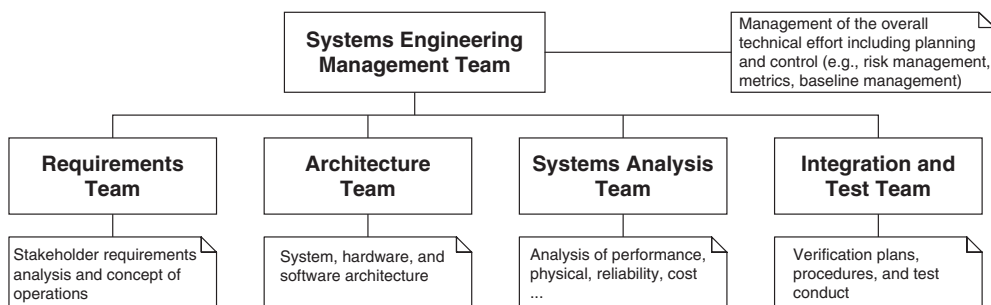 Systems Engineering
Management Team
Management of the overall
technical effort including planning
and control (e.g., risk management,
metrics, baseline management)
Requirements
Team
Architecture
Team
Systems Analysis
Team
Integration and
Test Team
Stakeholder requirements
analysis and concept of
operations
System, hardware, and
software architecture
Analysis of performance,
physical, reliability, cost
...
Verification plans,
procedures, and test
conduct